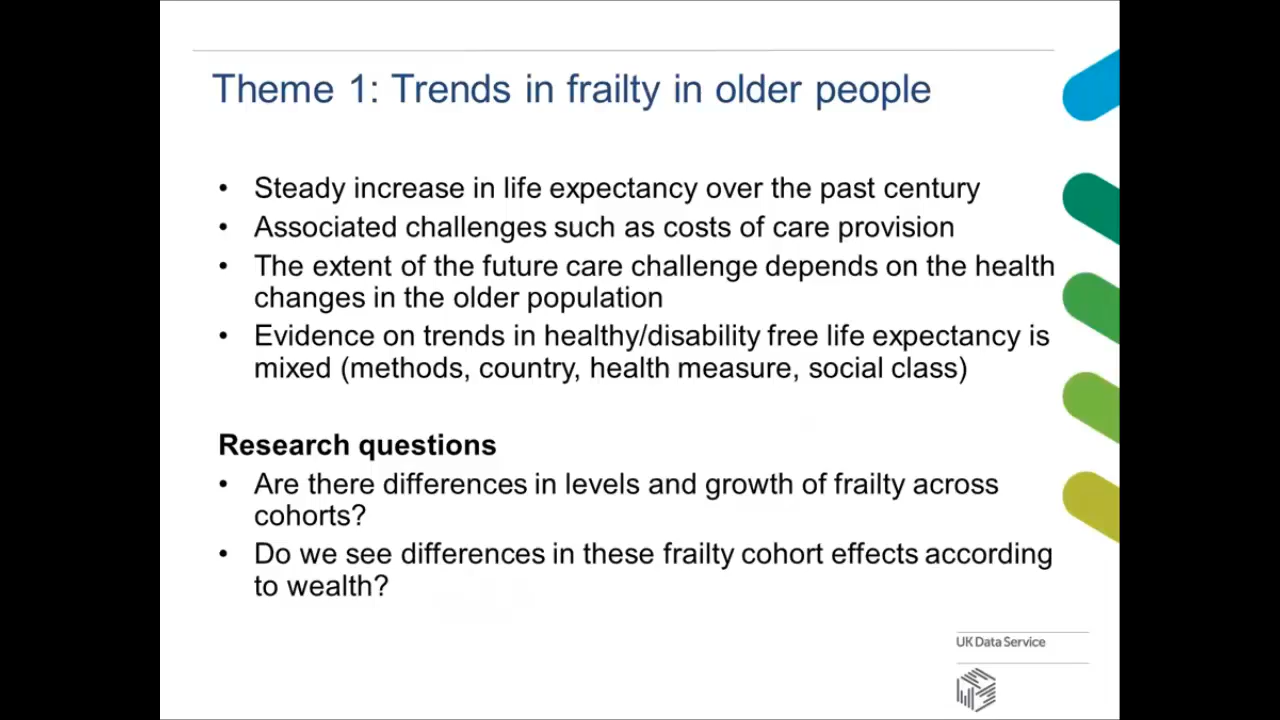 Theme 1: Trends in frailty in older people
• Steady increase in life expectancy over the past century
• Associated challenges such as costs of care provision
• The extent of the future care challenge depends on the health
changes in the older population
• Evidence on trends in healthy/disability free life expectancy is
mixed (methods, country, health measure, social class)
Research questions
• Are there differences in levels and growth of frailty across
cohorts?
• Do we see differences in these frailty cohort effects according
to wealth?
UK Data Service